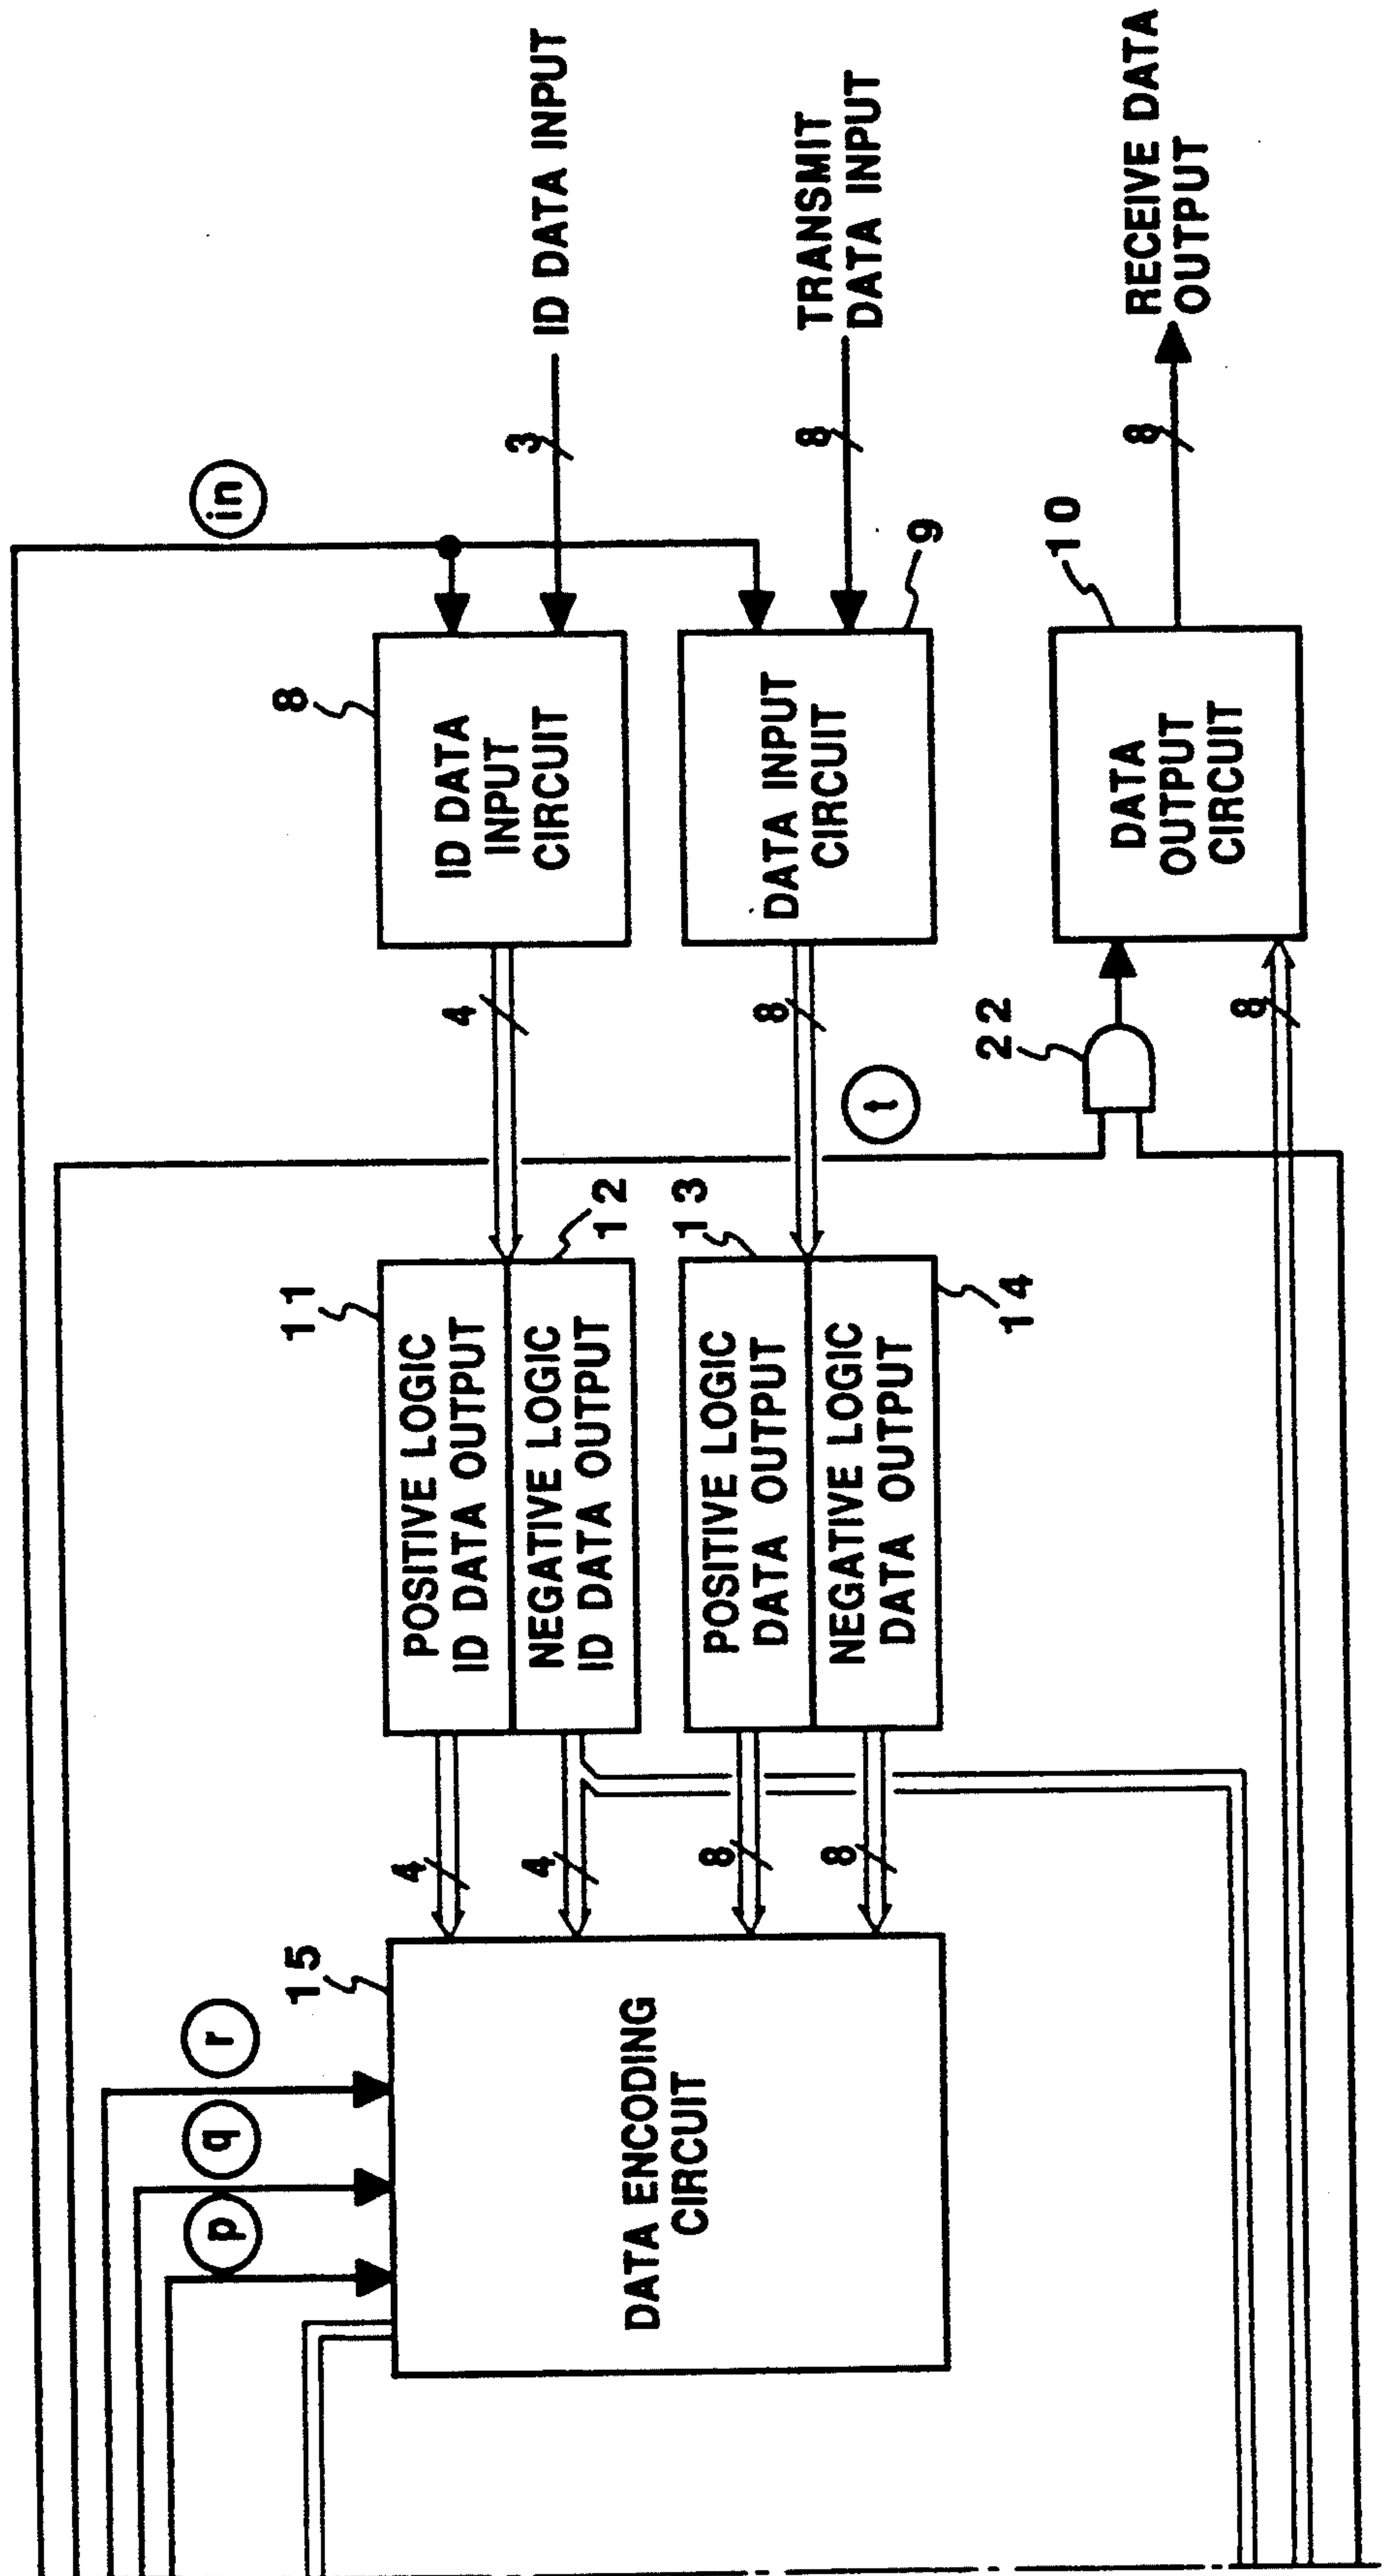 p
q
r
in
15
DATA ENCODING
CIRCUIT
4
4
8
8
11
POSITIVE LOGIC
ID DATA OUTPUT
NEGATIVE LOGIC
ID DATA OUTPUT
12
13
POSITIVE LOGIC
DATA OUTPUT
NEGATIVE LOGIC
DATA OUTPUT
14
4
8
t
22
8
8
ID DATA
INPUT
CIRCUIT
DATA INPUT
CIRCUIT
9
10
DATA
OUTPUT
CIRCUIT
3
ID DATA INPUT
8
TRANSMIT
DATA INPUT
8
RECEIVE DATA
OUTPUT